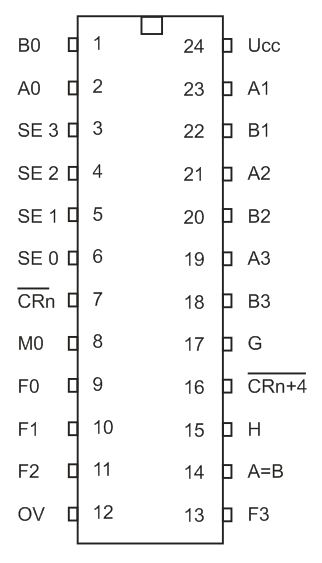 B0 1 24 Ucc
A0 2 23 A1
SE 3 3 22 B1
SE 2 4 21 A2
SE 1 5 20 B2
SE 0 6 19 A3
C̅R̅n 7 18 B3
M0 8 17 G
F0 9 16 C̅R̅n̅+̅4̅
F1 10 15 H
F2 11 14 A=B
OV 12 13 F3